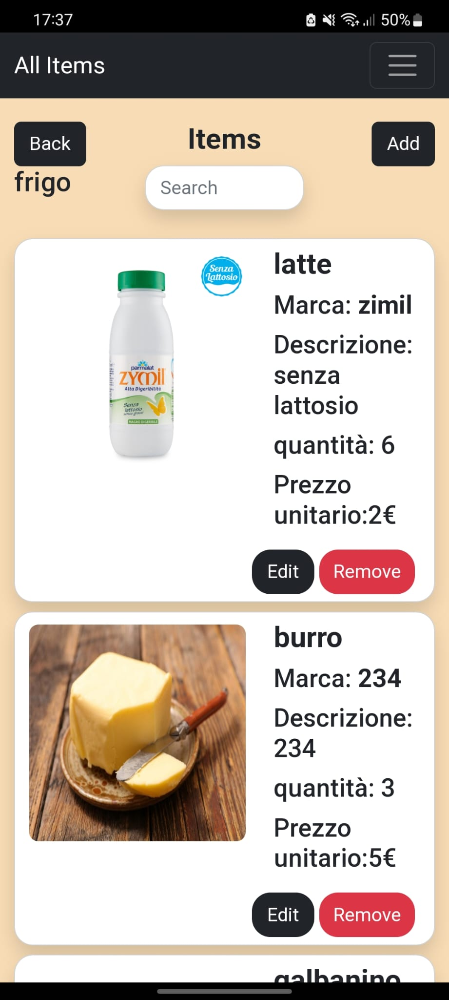 17:37
50%
All Items
Back
Items
Add
frigo
Search
Senza
Lattosio
parmalat
zymil
Alta Digeribilità
Senza
lattosio
senza grassi
MAGRO DIGERIBILE
latte
Marca: zimil
Descrizione:
senza
lattosio
quantità: 6
Prezzo
unitario:2€
Edit
Remove
burro
Marca: 234
Descrizione:
234
quantità: 3
Prezzo
unitario:5€
Edit
Remove
galbanino